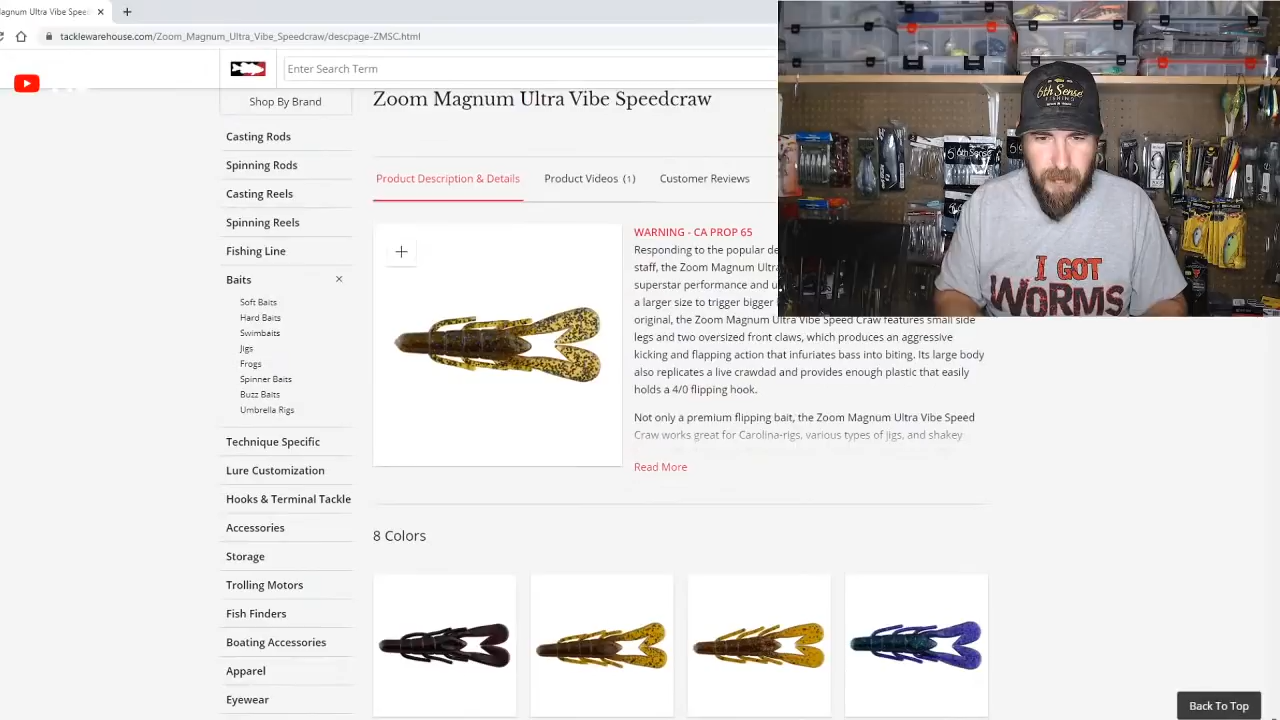 Magnum Ultra Vibe Spee
tacklewarehouse.com/Zoom_Magnum_Ultra_Vibe_Sp /descpage-ZMSC.html
Enter Search Term
Shop By Brand
Casting Rods
Spinning Rods
Casting Reels
Spinning Reels
Fishing Line
Baits
Soft Baits
Hard Baits
Swimbaits
Jigs
Frogs
Spinner Baits
Buzz Baits
Umbrella Rigs
Technique Specific
Lure Customization
Hooks & Terminal Tackle
Accessories
Storage
Trolling Motors
Fish Finders
Boating Accessories
Apparel
Eyewear
Zoom Magnum Ultra Vibe Speedcraw
Product Description & Details
Product Videos (1)
Customer Reviews
WARNING - CA PROP 65
Responding to the popular de
staff, the Zoom Magnum Ultra
superstar performance and u
a larger size to trigger bigger
original, the Zoom Magnum Ultra Vibe Speed Craw features small side
legs and two oversized front claws, which produces an aggressive
kicking and flapping action that infuriates bass into biting. Its large body
also replicates a live crawdad and provides enough plastic that easily
holds a 4/0 flipping hook.
Not only a premium flipping bait, the Zoom Magnum Ultra Vibe Speed
Craw works great for Carolina-rigs, various types of jigs, and shakey
Read More
8 Colors
Back To Top
6th Sense
FISHING
6th Sense
I GOT
WORMS